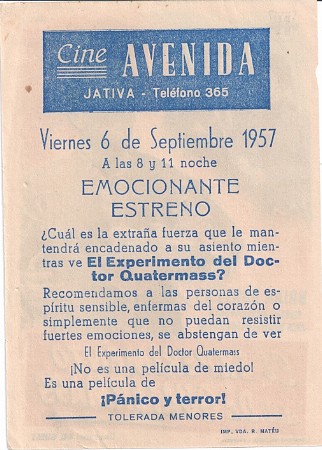 Cine AVENIDA
JATIVA - Teléfono 365
Viernes 6 de Septiembre 1957
A las 8 y 11 noche
EMOCIONANTE
ESTRENO
¿Cuál es la extraña fuerza que le man-
tendrá encadenado a su asiento mien-
tras ve El Experimento del Doc-
tor Quatermass?
Recomendamos a las personas de es-
píritu sensible, enfermas del corazón o
simplemente que no puedan resistir
fuertes emociones, se abstengan de ver
El Experimento del Doctor Quatermass
¡No es una película de miedo!
Es una película de
¡Pánico y terror!
TOLERADA MENORES
IMP. VDA. B. MATÉU